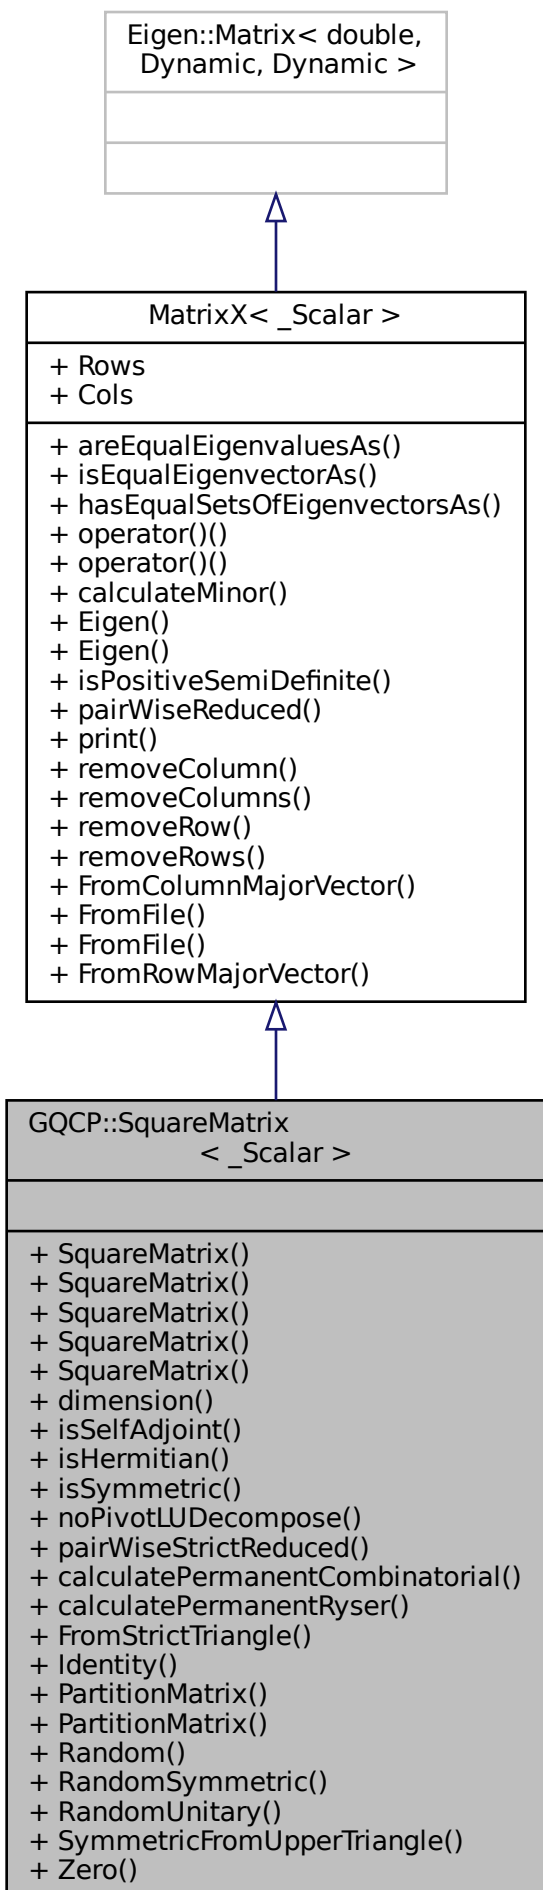 Eigen::Matrix< double,
Dynamic, Dynamic >
MatrixX< _Scalar >
+ Rows
+ Cols
+ areEqualEigenvaluesAs()
+ isEqualEigenvectorAs()
+ hasEqualSetsOfEigenvectorsAs()
+ operator()()
+ operator()()
+ calculateMinor()
+ Eigen()
+ Eigen()
+ isPositiveSemiDefinite()
+ pairWiseReduced()
+ print()
+ removeColumn()
+ removeColumns()
+ removeRow()
+ removeRows()
+ FromColumnMajorVector()
+ FromFile()
+ FromFile()
+ FromRowMajorVector()
GQCP::SquareMatrix
< _Scalar >
+ SquareMatrix()
+ SquareMatrix()
+ SquareMatrix()
+ SquareMatrix()
+ SquareMatrix()
+ dimension()
+ isSelfAdjoint()
+ isHermitian()
+ isSymmetric()
+ noPivotLUDecompose()
+ pairWiseStrictReduced()
+ calculatePermanentCombinatorial()
+ calculatePermanentRyser()
+ FromStrictTriangle()
+ Identity()
+ PartitionMatrix()
+ PartitionMatrix()
+ Random()
+ RandomSymmetric()
+ RandomUnitary()
+ SymmetricFromUpperTriangle()
+ Zero()